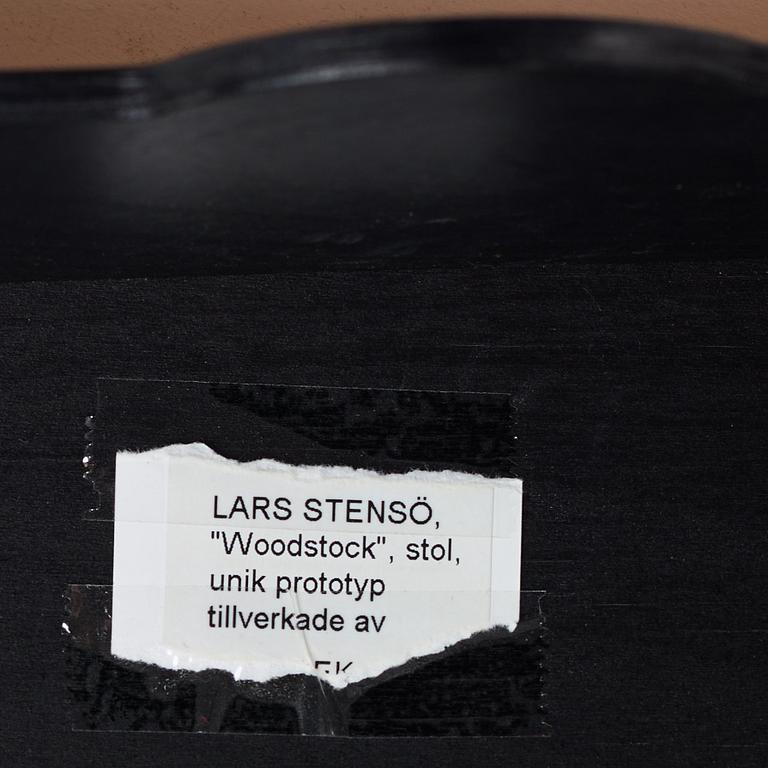 LARS STENSÖ,
"Woodstock", stol,
unik prototyp
tillverkade av